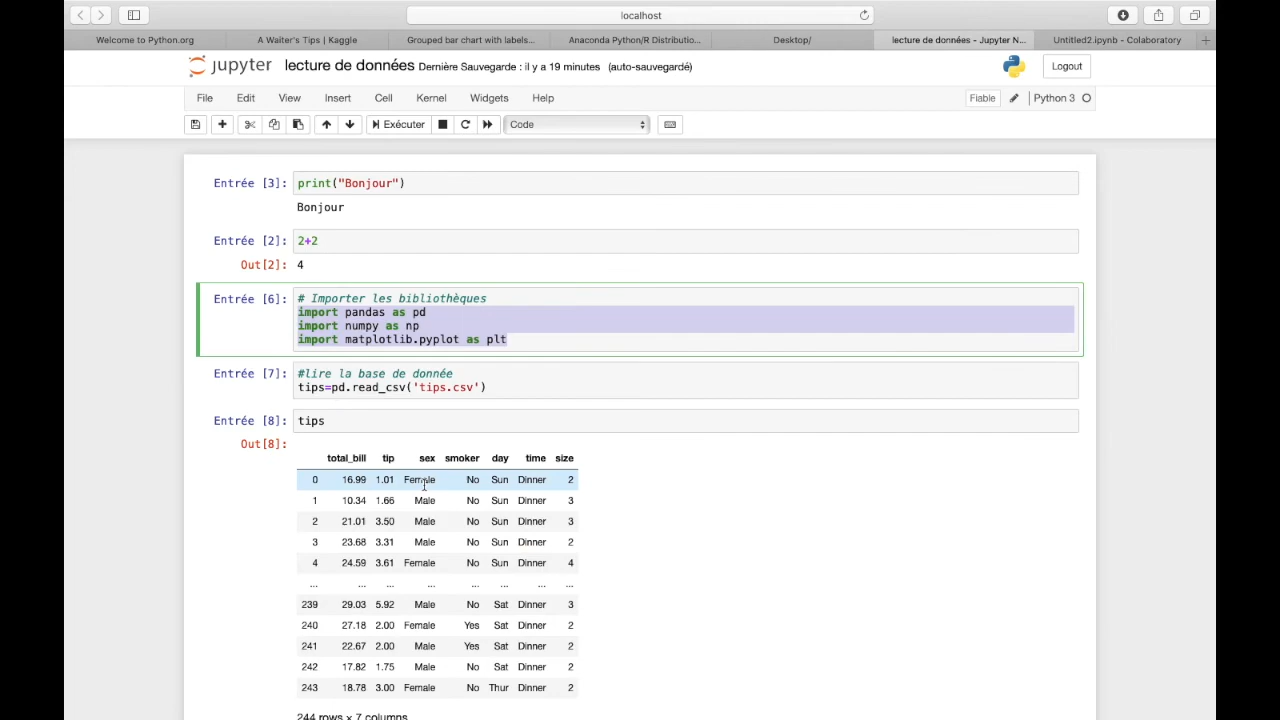 localhost
Welcome to Python.org
A Waiter's Tips | Kaggle
Grouped bar chart with labels...
Anaconda Python/R Distributio...
Desktop/
lecture de données - Jupyter N...
Untitled2.ipynb - Colaboratory
jupyter lecture de données Dernière Sauvegarde : il y a 19 minutes (auto-sauvegardé)
Logout
File Edit View Insert Cell Kernel Widgets Help
Fiable
Python 3
Exécuter
Code
Entrée [3]: print("Bonjour")
Bonjour
Entrée [2]: 2+2
Out[2]: 4
Entrée [6]: # Importer les bibliothèques
import pandas as pd
import numpy as np
import matplotlib.pyplot as plt
Entrée [7]: #lire la base de donnée
tips=pd.read_csv('tips.csv')
Entrée [8]: tips
Out[8]:
total_bill tip sex smoker day time size
0 16.99 1.01 Female No Sun Dinner 2
1 10.34 1.66 Male No Sun Dinner 3
2 21.01 3.50 Male No Sun Dinner 3
3 23.68 3.31 Male No Sun Dinner 2
4 24.59 3.61 Female No Sun Dinner 4
... ... ... ... ... ... ... ...
239 29.03 5.92 Male No Sat Dinner 3
240 27.18 2.00 Female Yes Sat Dinner 2
241 22.67 2.00 Male Yes Sat Dinner 2
242 17.82 1.75 Male No Sat Dinner 2
243 18.78 3.00 Female No Thur Dinner 2
244 rows × 7 columns